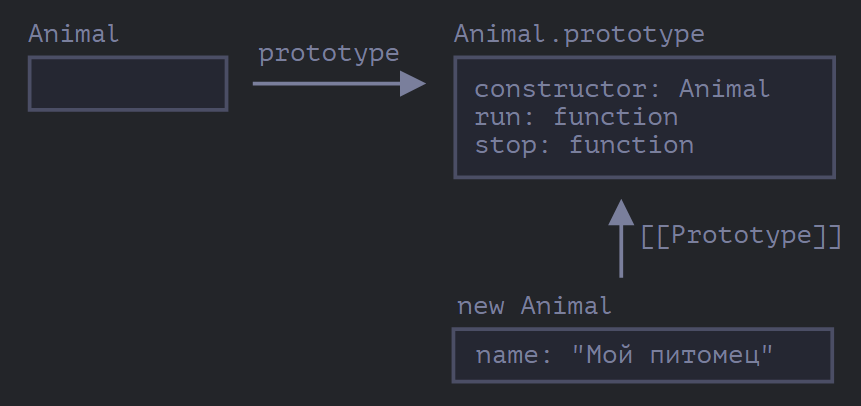 Animal
prototype
Animal.prototype
constructor: Animal
run: function
stop: function
[[Prototype]]
new Animal
name: "Мой питомец"